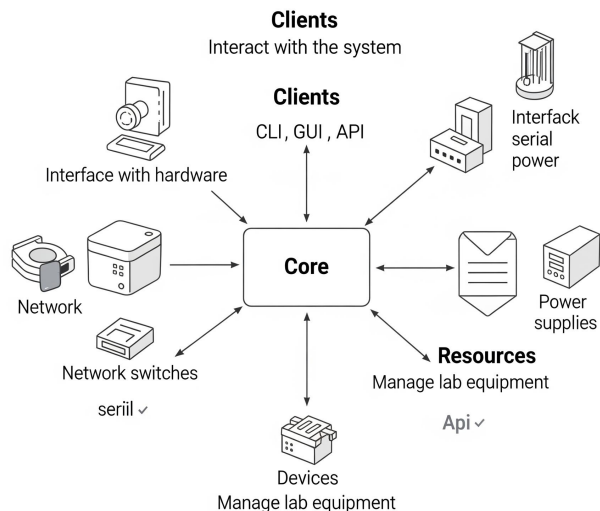 Clients
Interact with the system
Clients
CLI , GUI , API
Interfack
serial
power
Interface with hardware
Core
Network
Power
supplies
Network switches
Resources
Manage lab equipment
seriil ✓
Api ✓
Devices
Manage lab equipment